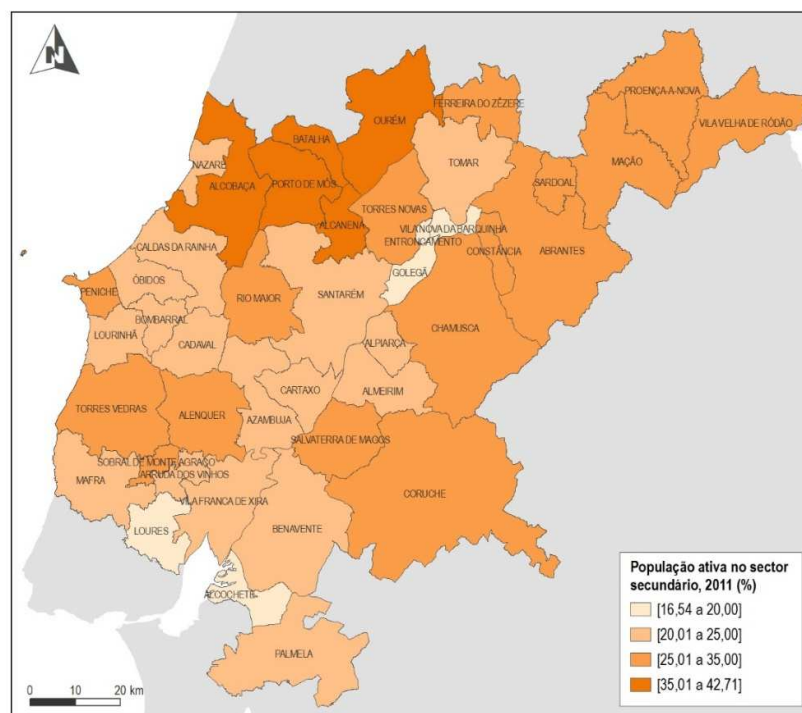 N
PROENÇA-A-NOVA
FERREIRA DO ZÊZERE
VILA VELHA DE RÓDÃO
OURÉM
BATALHA
TOMAR
MAÇÃO
NAZARÉ
SARDOAL
ALCOBAÇA
PORTO DE MÓS
TORRES NOVAS
ALCANENA
VILA NOVA DA BARQUINHA
ENTRONCAMENTO
CONSTÂNCIA
ABRANTES
CALDAS DA RAINHA
GOLEGÃ
ÓBIDOS
PENICHE
RIO MAIOR
SANTARÉM
BOMBARRAL
CHAMUSCA
LOURINHÃ
CADAVAL
ALPIARÇA
CARTAXO
ALMEIRIM
TORRES VEDRAS
ALENQUER
AZAMBUJA
SALVATERRA DE MAGOS
SOBRAL DE MONTE AGRAÇO
ARRUDA DOS VINHOS
MAFRA
CORUCHE
VILA FRANCA DE XIRA
LOURES
BENAVENTE
ALCOCHETE
PALMELA
População ativa no sector
secundário, 2011 (%)
[16,54 a 20,00]
[20,01 a 25,00]
[25,01 a 35,00]
[35,01 a 42,71]
0 10 20 km